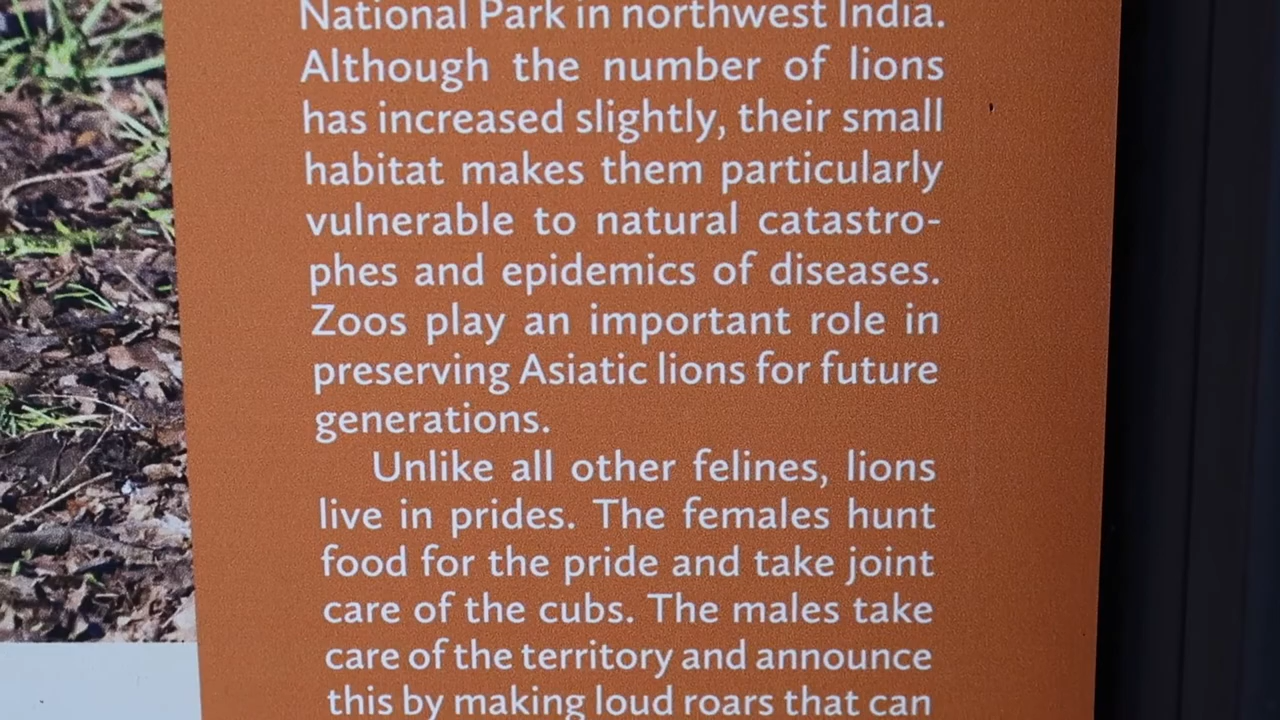 National Park in northwest India.
Although the number of lions
has increased slightly, their small
habitat makes them particularly
vulnerable to natural catastro-
phes and epidemics of diseases.
Zoos play an important role in
preserving Asiatic lions for future
generations.
Unlike all other felines, lions
live in prides. The females hunt
food for the pride and take joint
care of the cubs. The males take
care of the territory and announce
this by making loud roars that can